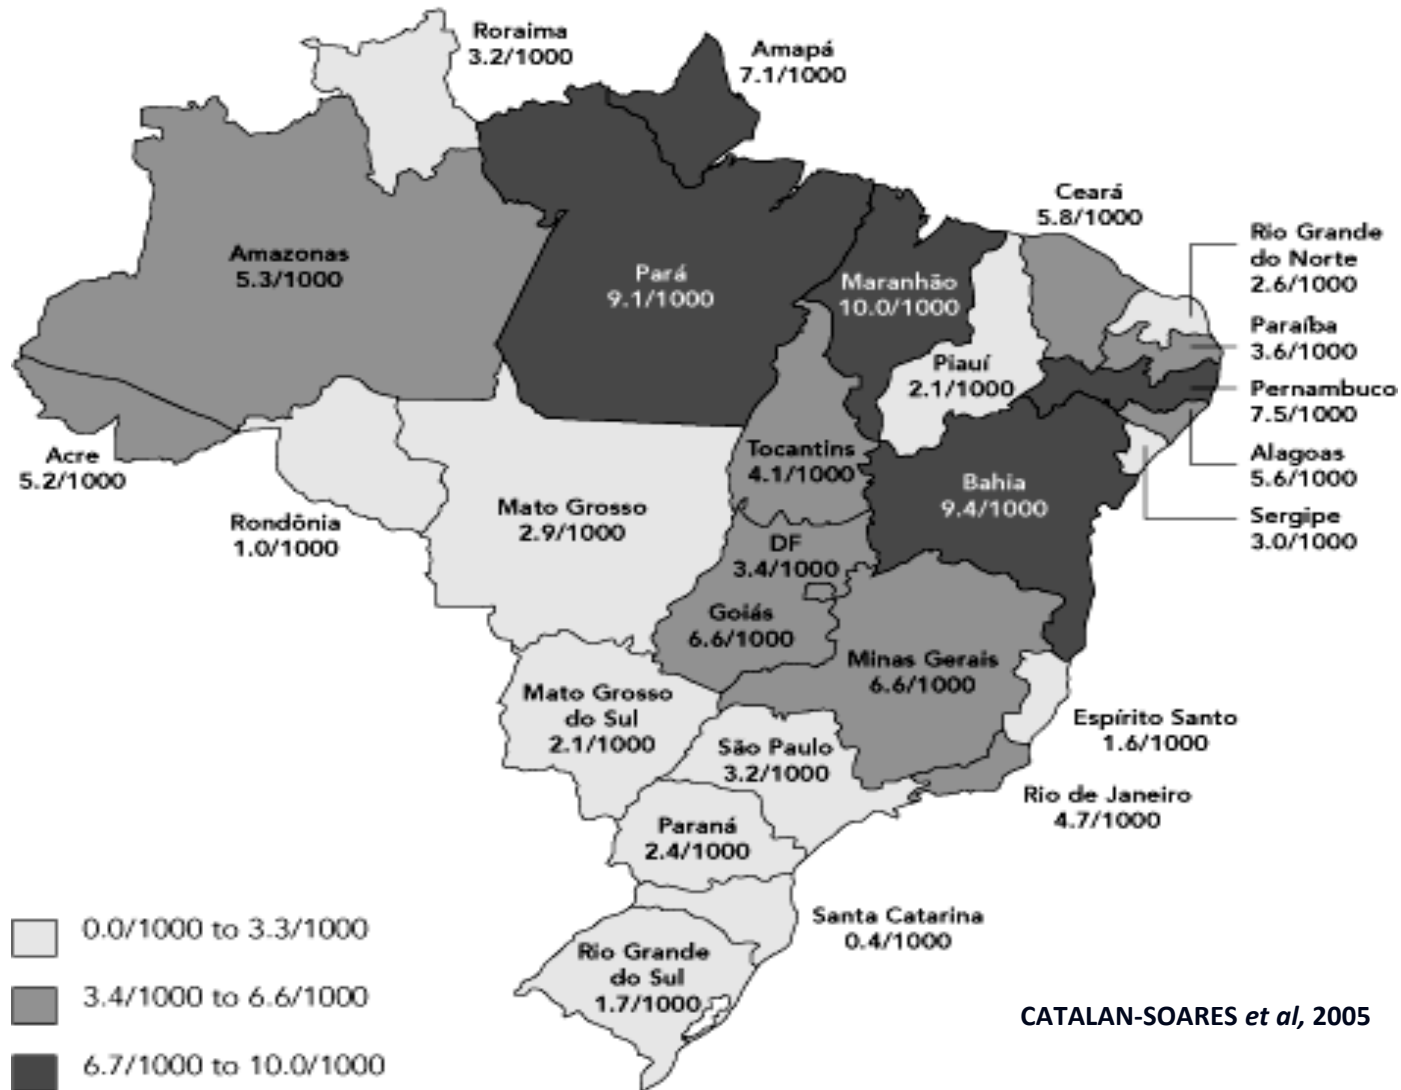 Roraima
3.2/1000
Amapá
7.1/1000
Ceará
5.8/1000
Rio Grande
do Norte
2.6/1000
Amazonas
5.3/1000
Pará
9.1/1000
Maranhão
10.0/1000
Paraíba
3.6/1000
Piauí
2.1/1000
Pernambuco
7.5/1000
Acre
5.2/1000
Tocantins
4.1/1000
Alagoas
5.6/1000
Bahia
9.4/1000
Mato Grosso
2.9/1000
Rondônia
1.0/1000
Sergipe
3.0/1000
DF
3.4/1000
Goiás
6.6/1000
Minas Gerais
6.6/1000
Mato Grosso
do Sul
2.1/1000
Espírito Santo
1.6/1000
São Paulo
3.2/1000
Rio de Janeiro
4.7/1000
Paraná
2.4/1000
Santa Catarina
0.4/1000
Rio Grande
do Sul
1.7/1000
0.0/1000 to 3.3/1000
3.4/1000 to 6.6/1000
6.7/1000 to 10.0/1000
CATALAN-SOARES et al, 2005